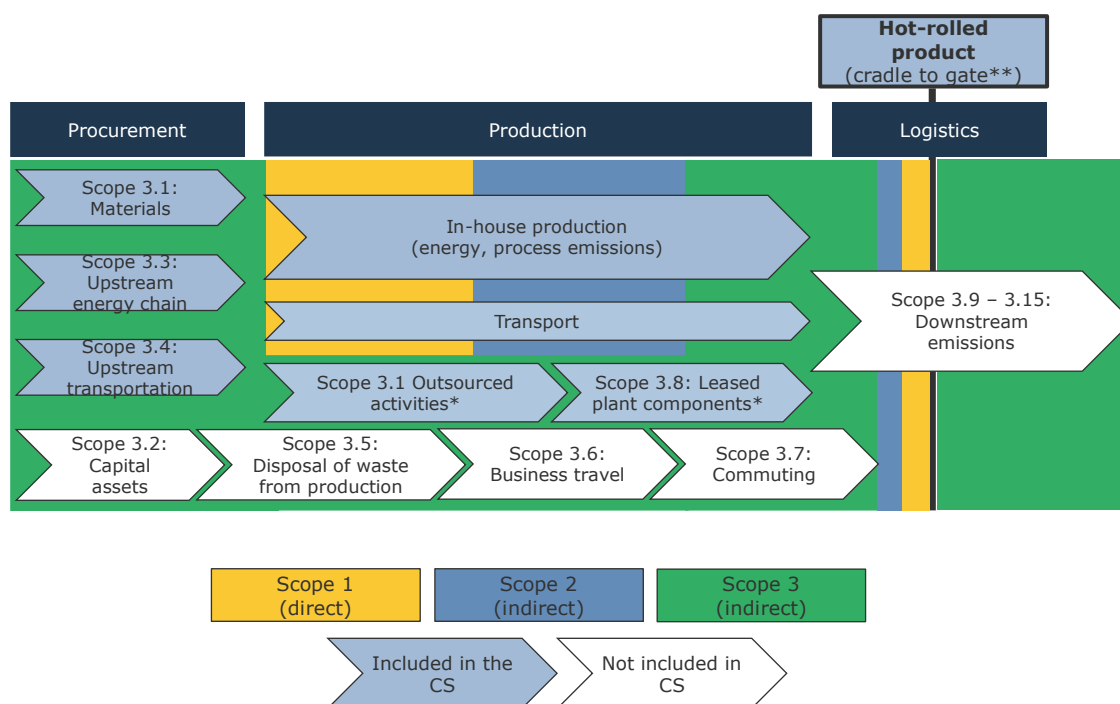 Hot-rolled
product
(cradle to gate**)
Procurement
Production
Logistics
Scope 3.1:
Materials
In-house production
(energy, process emissions)
Scope 3.3:
Upstream
energy chain
Scope 3.9 – 3.15:
Downstream
emissions
Transport
Scope 3.4:
Upstream
transportation
Scope 3.1 Outsourced
activities*
Scope 3.8: Leased
plant components*
Scope 3.2:
Capital
assets
Scope 3.5:
Disposal of waste
from production
Scope 3.6:
Business travel
Scope 3.7:
Commuting
Scope 1
(direct)
Scope 2
(indirect)
Scope 3
(indirect)
Included in the
CS
Not included in
CS